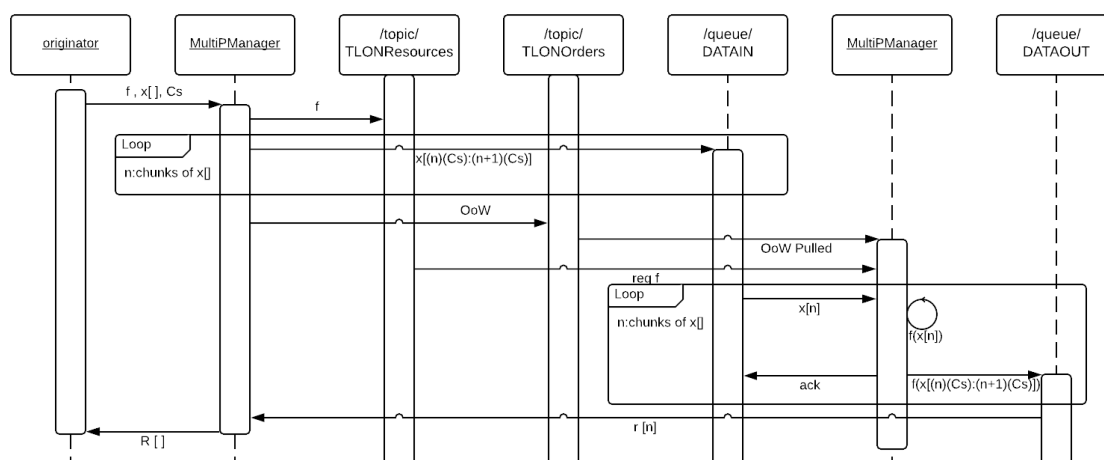 originator
MultiPManager
/topic/
TLONResources
/topic/
TLONOrders
/queue/
DATAIN
MultiPManager
/queue/
DATAOUT
f , x[ ], Cs
f
Loop
n:chunks of x[]
x[(n)(Cs):(n+1)(Cs)]
OoW
OoW Pulled
req f
Loop
n:chunks of x[]
x[n]
f(x[n])
ack
f(x[(n)(Cs):(n+1)(Cs)])
r [n]
R [ ]